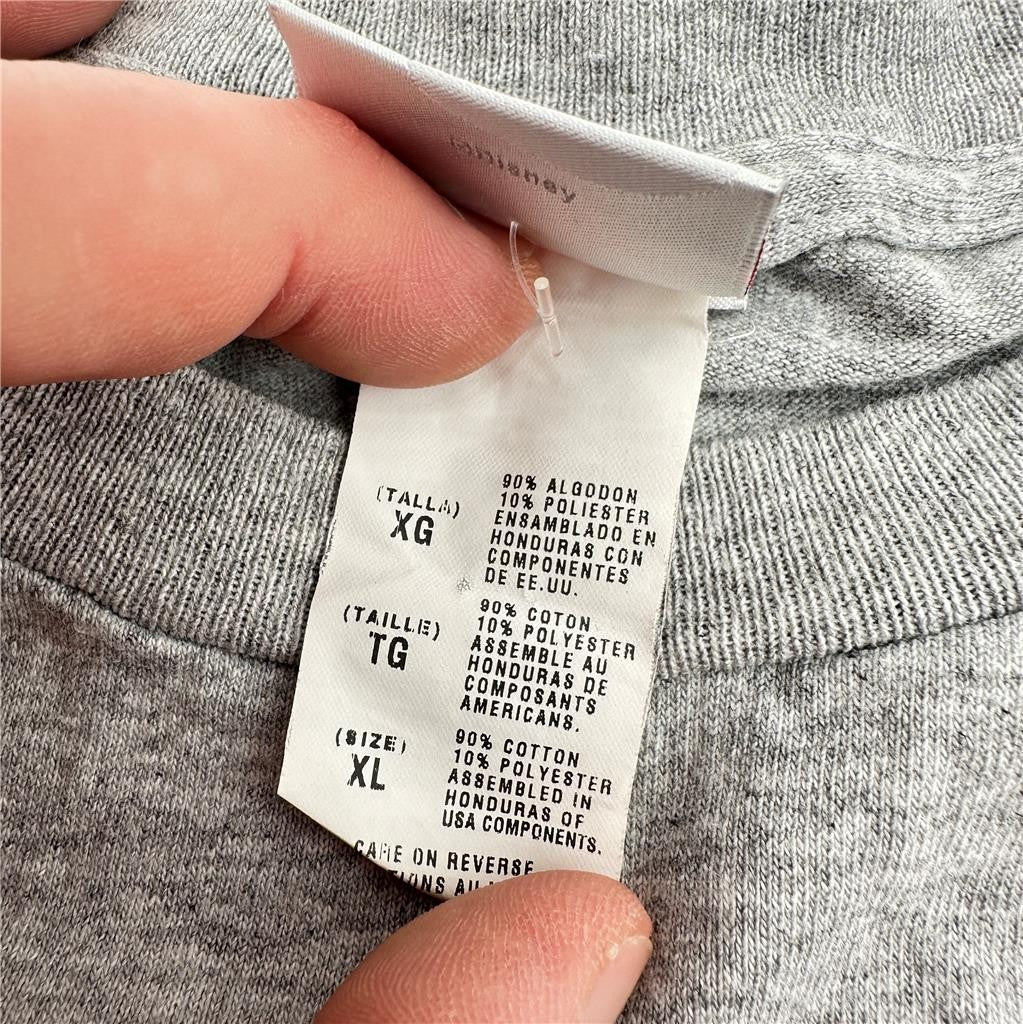 ©Disney
(TALLA)
XG
90% ALGODON
10% POLIESTER
ENSAMBLADO EN
HONDURAS CON
COMPONENTES
DE EE.UU.
(TAILLE)
TG
90% COTON
10% POLYESTER
ASSEMBLE AU
HONDURAS DE
COMPOSANTS
AMERICANS.
(SIZE)
XL
90% COTTON
10% POLYESTER
ASSEMBLED IN
HONDURAS OF
USA COMPONENTS.
CARE ON REVERSE
AU